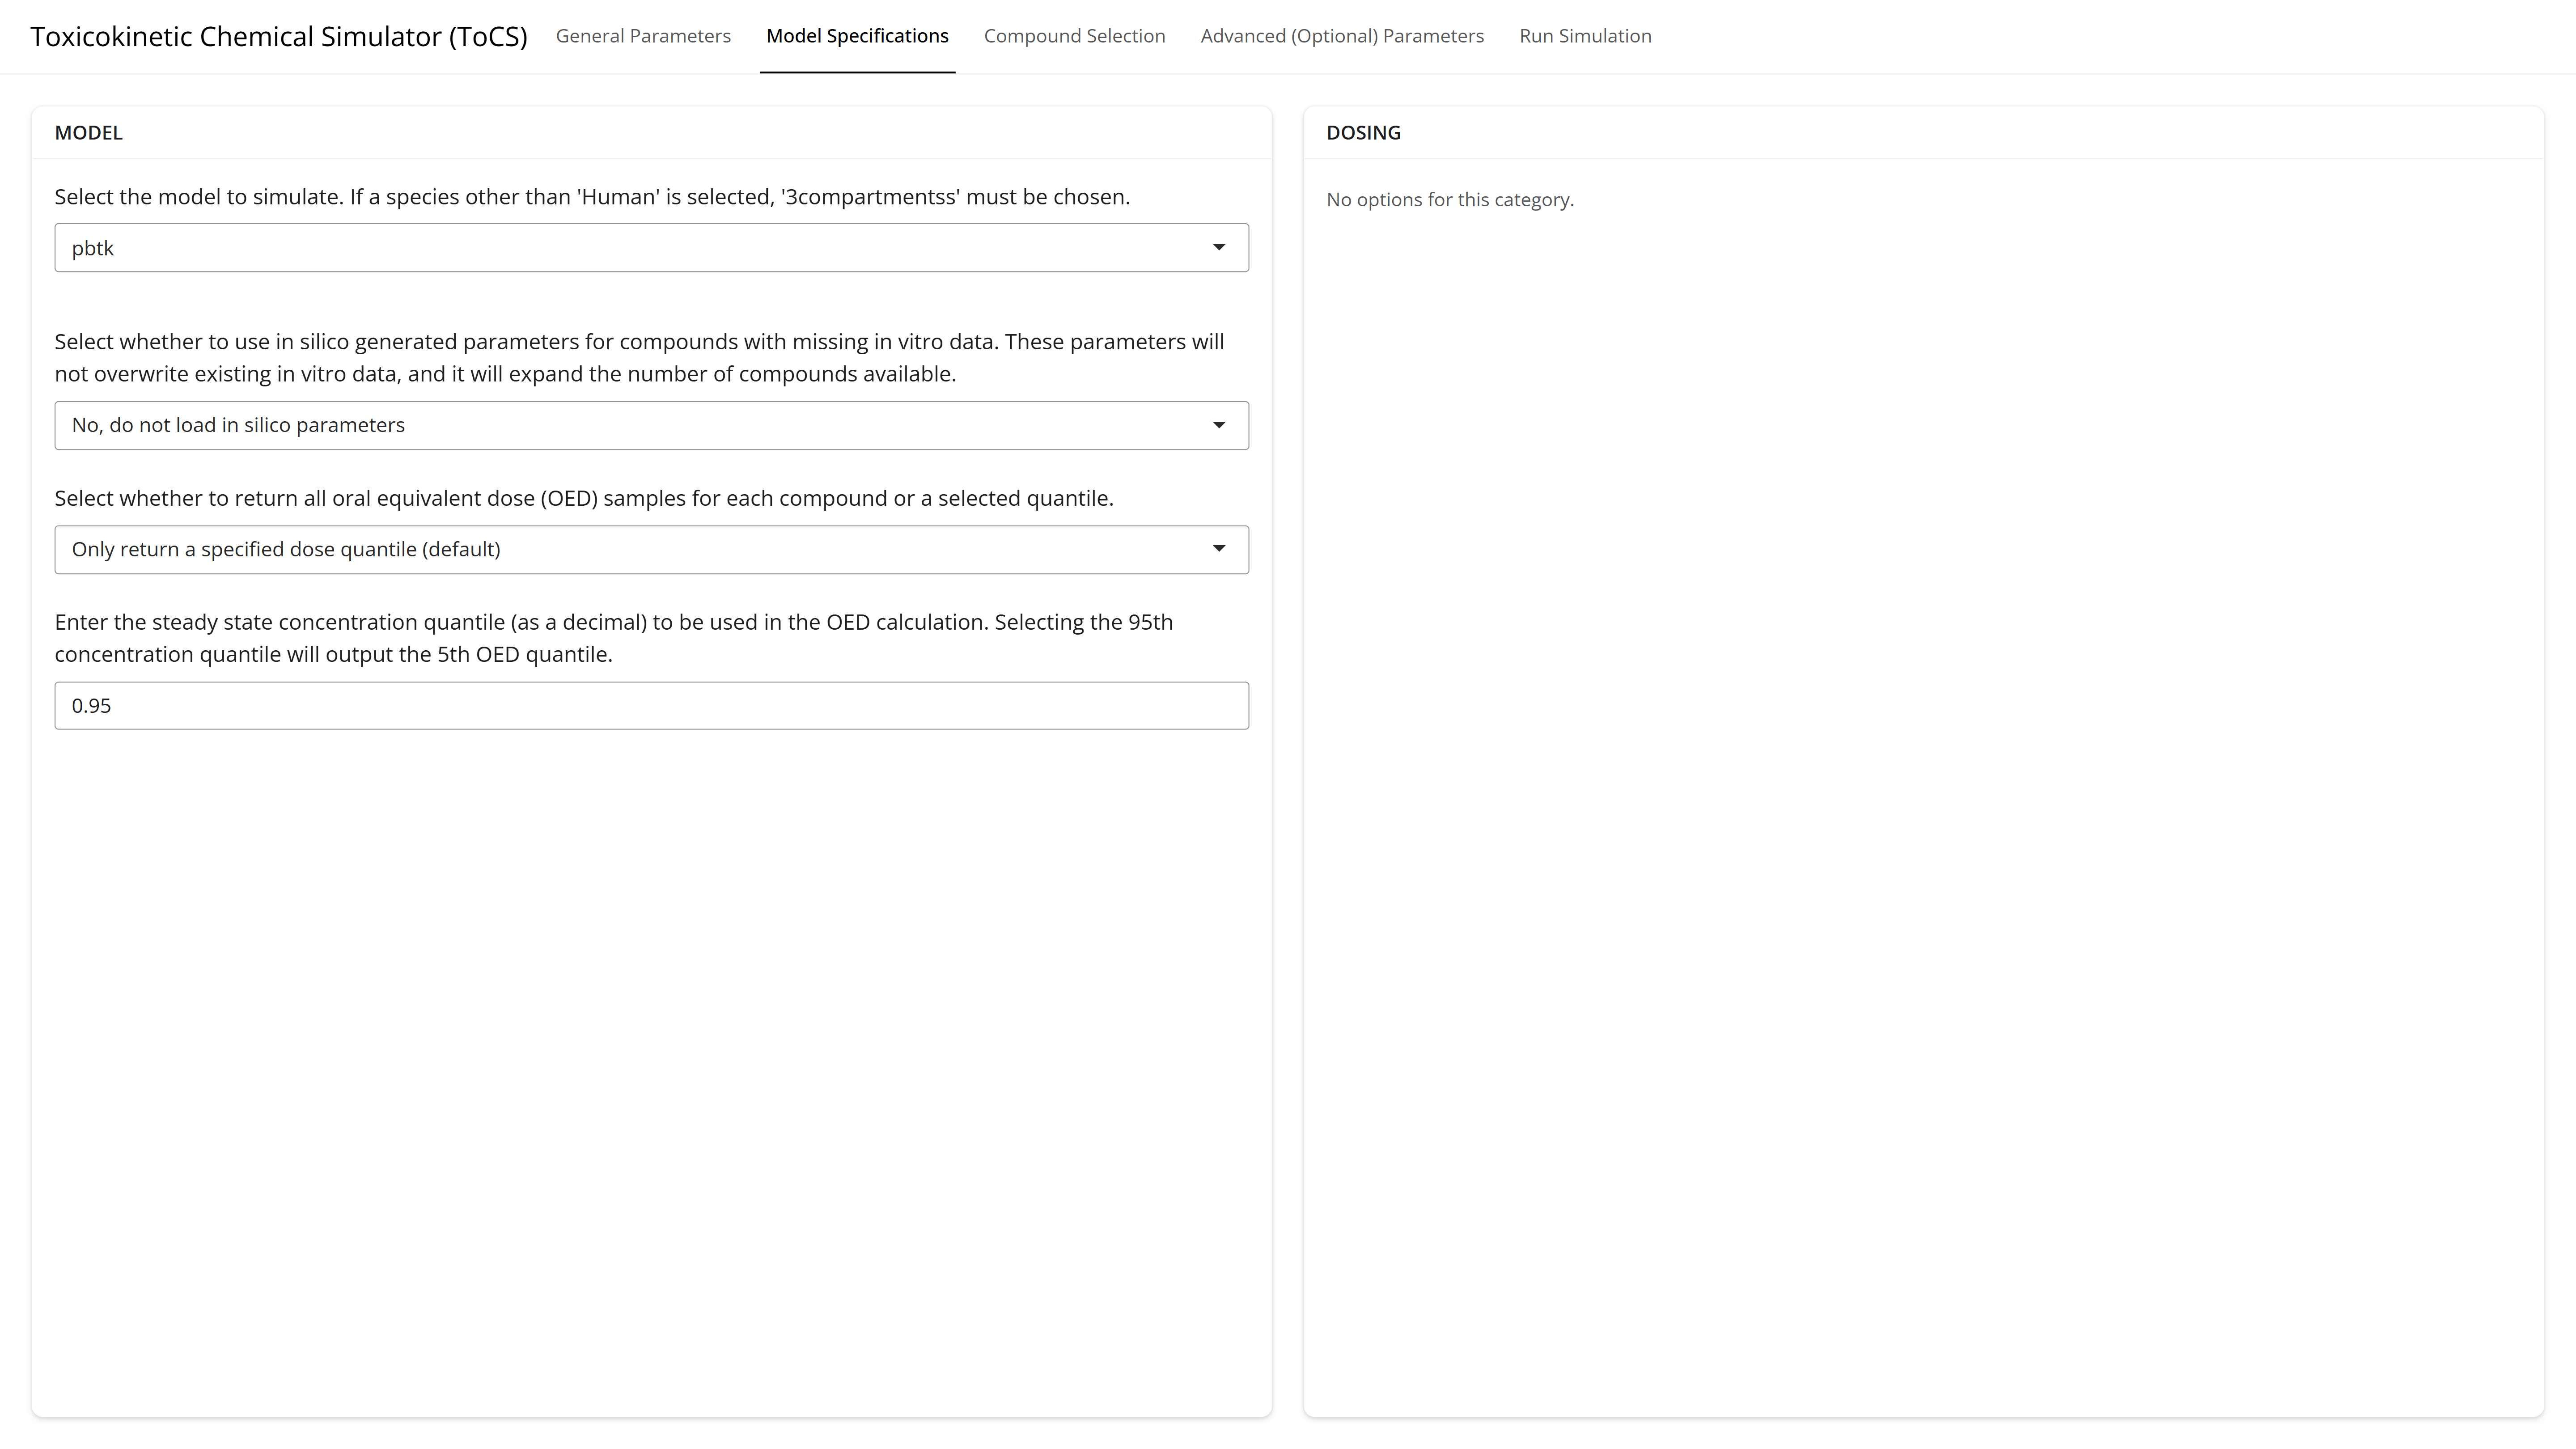 Toxicokinetic Chemical Simulator (ToCS)
General Parameters
Model Specifications
Compound Selection
Advanced (Optional) Parameters
Run Simulation
MODEL
Select the model to simulate. If a species other than 'Human' is selected, '3compartmentss' must be chosen.
pbtk
Select whether to use in silico generated parameters for compounds with missing in vitro data. These parameters will
not overwrite existing in vitro data, and it will expand the number of compounds available.
No, do not load in silico parameters
Select whether to return all oral equivalent dose (OED) samples for each compound or a selected quantile.
Only return a specified dose quantile (default)
Enter the steady state concentration quantile (as a decimal) to be used in the OED calculation. Selecting the 95th
concentration quantile will output the 5th OED quantile.
0.95
DOSING
No options for this category.